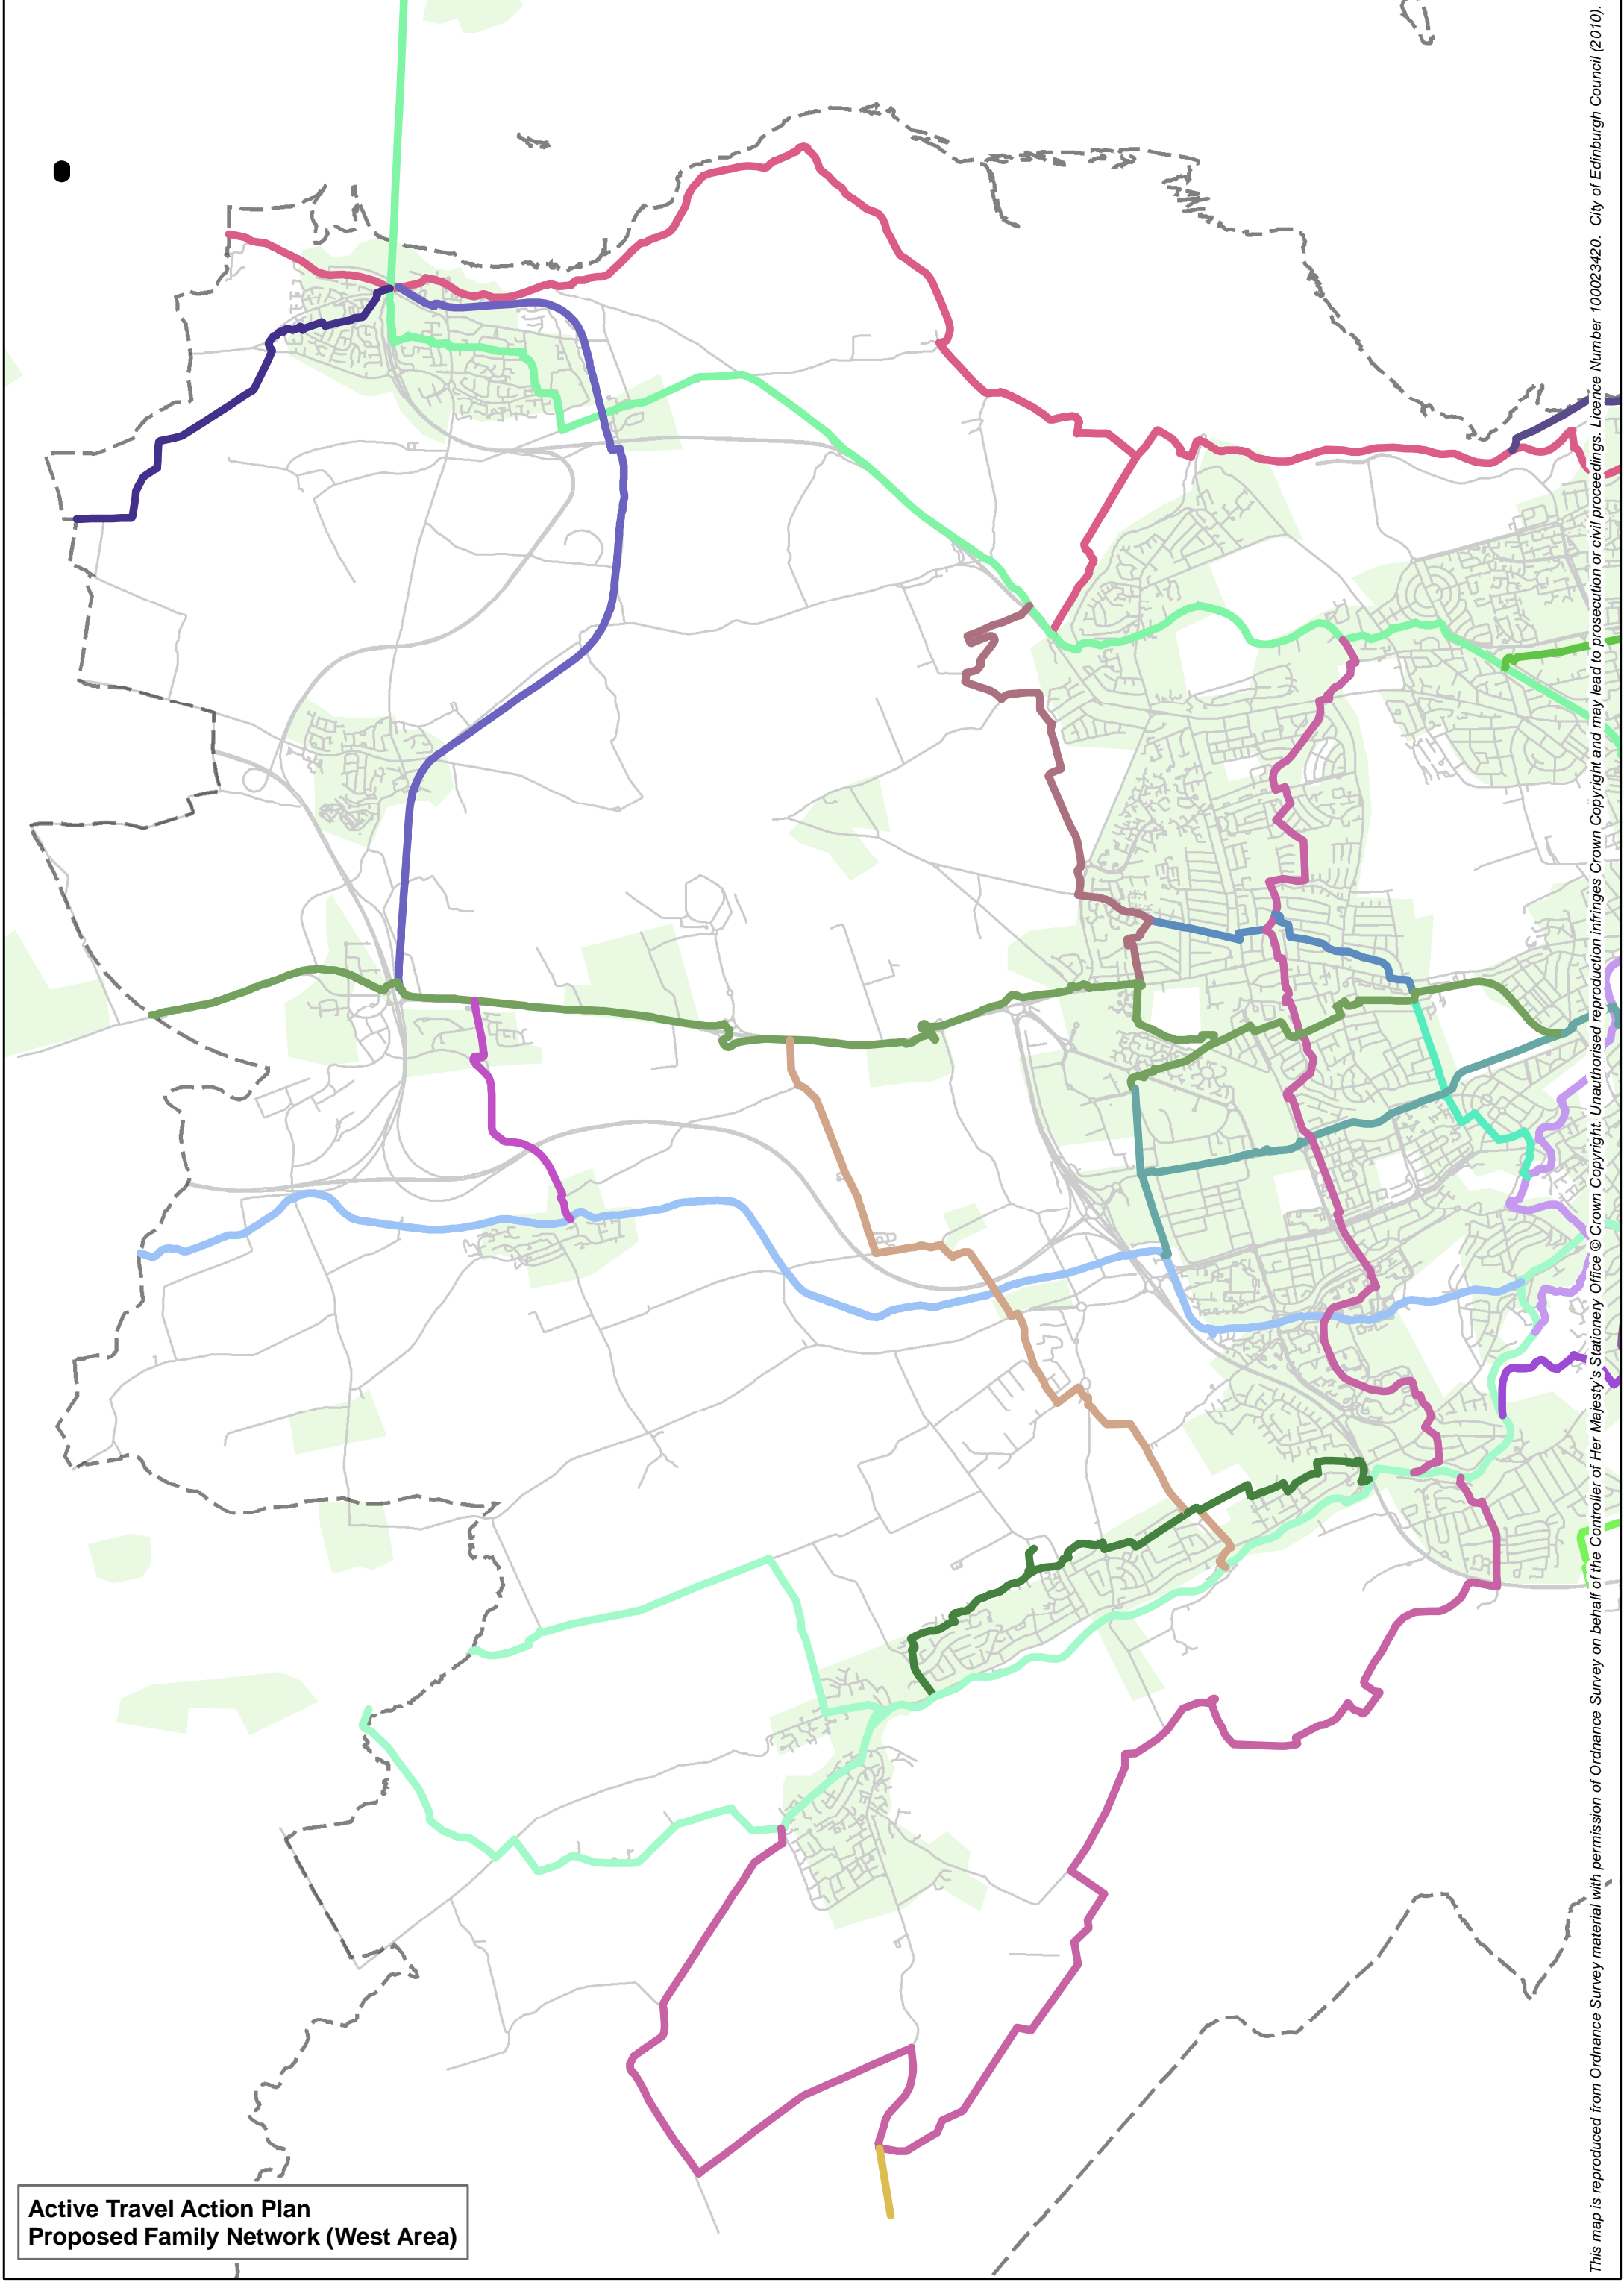 Active Travel Action Plan
Proposed Family Network (West Area)
This map is reproduced from Ordnance Survey material with permission of Ordnance Survey on behalf of the Controller of Her Majesty's Stationery Office © Crown Copyright. Unauthorised reproduction infringes Crown Copyright and may lead to prosecution or civil proceedings. Licence Number 100023420. City of Edinburgh Council (2010).